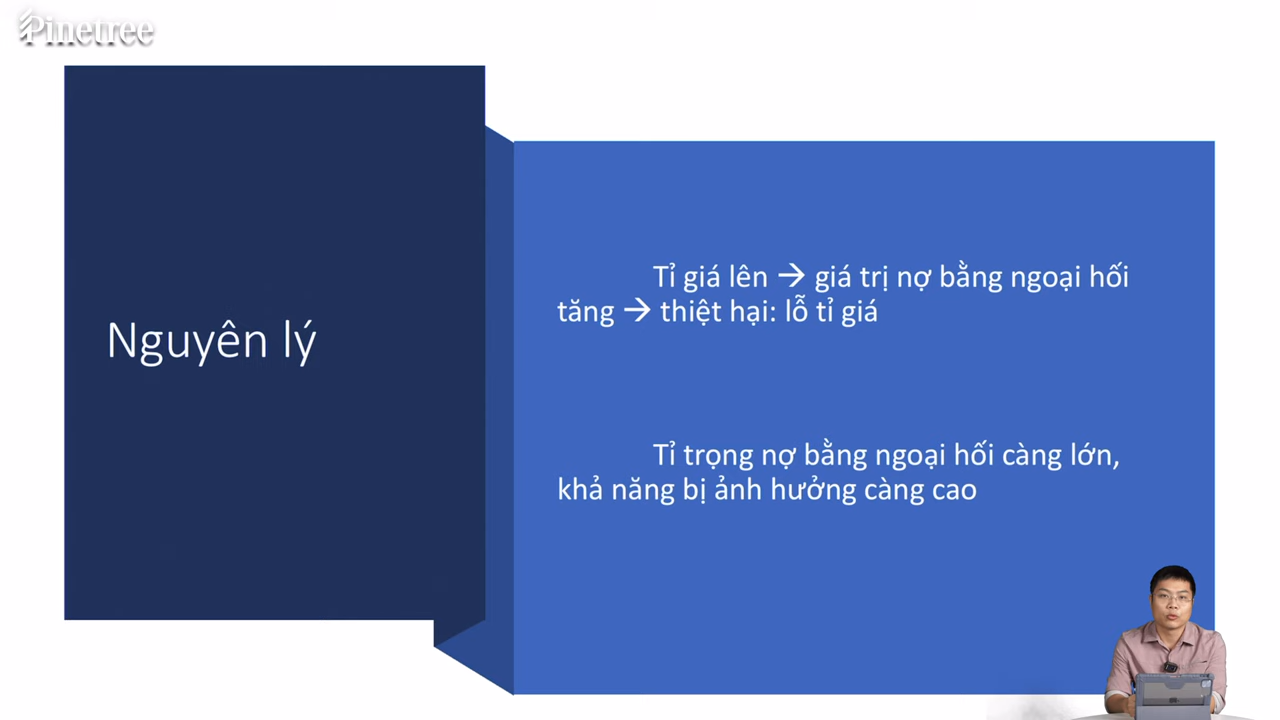 Pinetree
Nguyên lý
Tỉ giá lên → giá trị nợ bằng ngoại hối
tăng → thiệt hại: lỗ tỉ giá
Tỉ trọng nợ bằng ngoại hối càng lớn,
khả năng bị ảnh hưởng càng cao